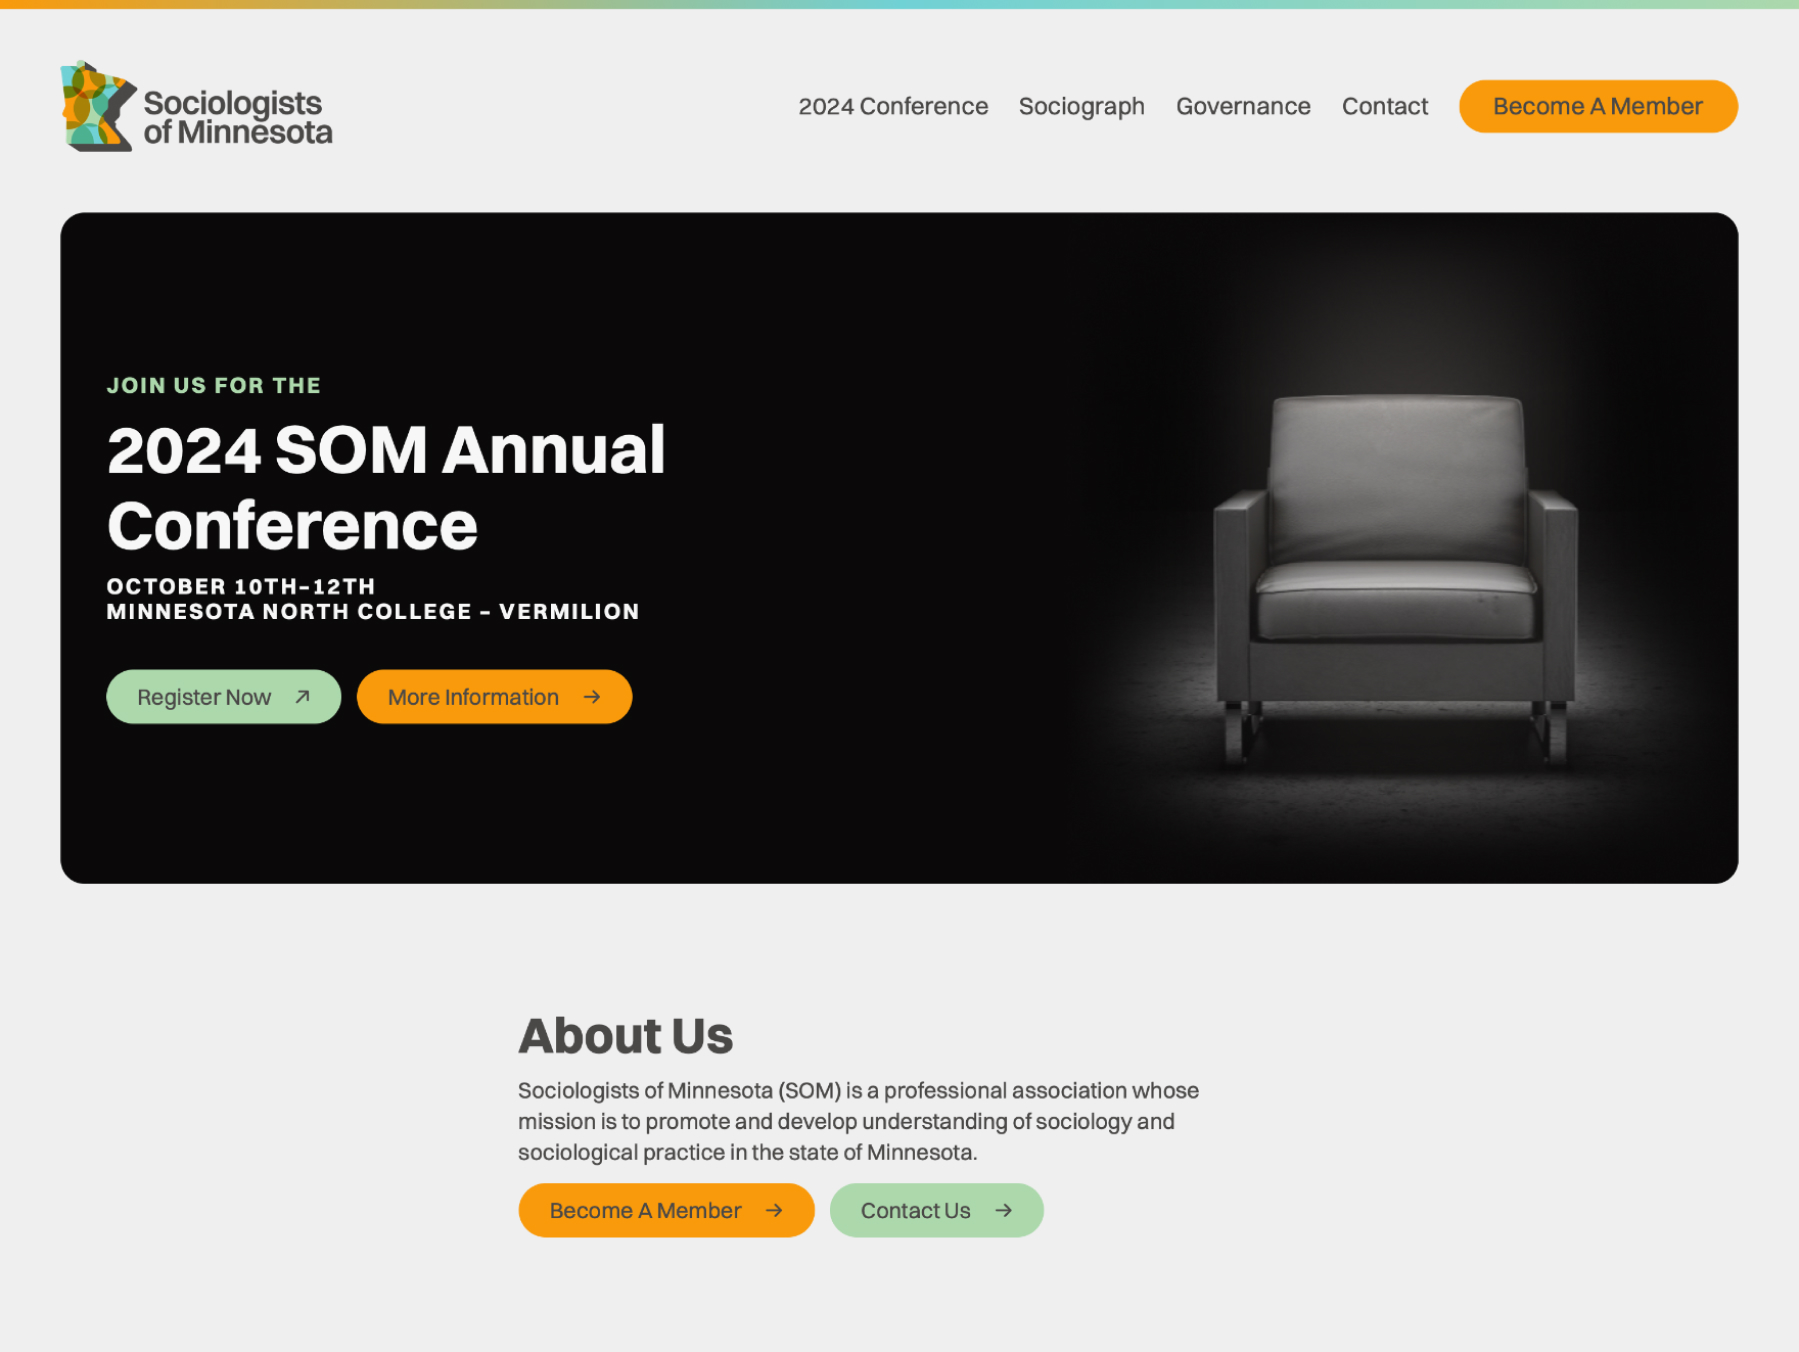 Sociologists
of Minnesota
2024 Conference
Sociograph
Governance
Contact
Become A Member
JOIN US FOR THE
2024 SOM Annual
Conference
OCTOBER 10TH–12TH
MINNESOTA NORTH COLLEGE – VERMILION
Register Now
More Information
About Us
Sociologists of Minnesota (SOM) is a professional association whose
mission is to promote and develop understanding of sociology and
sociological practice in the state of Minnesota.
Become A Member
Contact Us